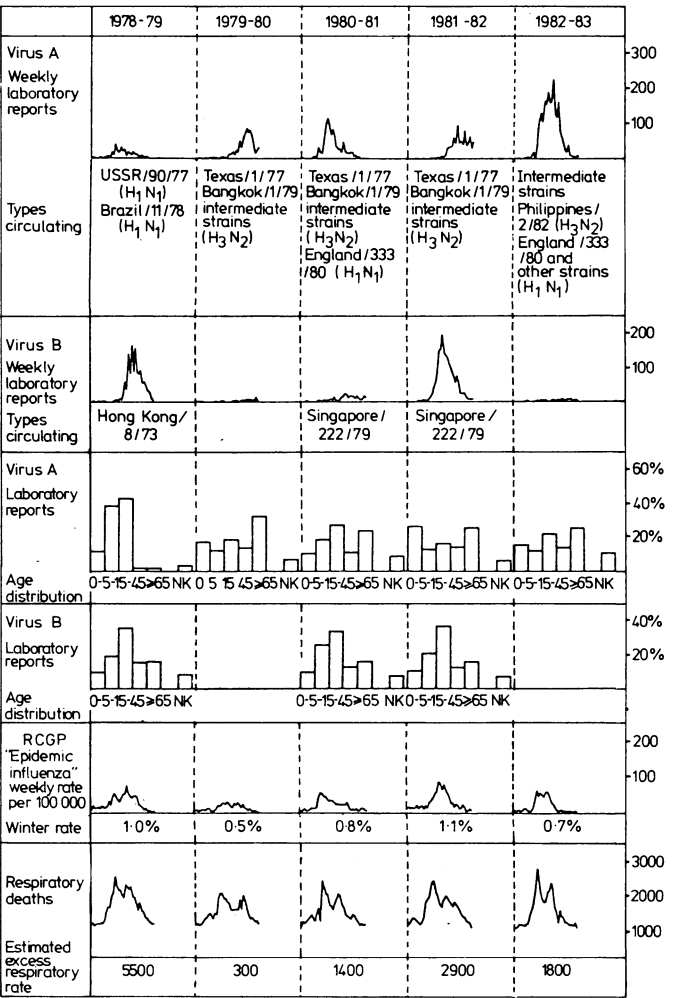 1978-79 1979-80 1980-81 1981-82 1982-83
Virus A
Weekly
laboratory
reports
300
200
100
Types
circulating
USSR/90/77
(H1 N1)
Brazil/11/78
(H1 N1)
Texas/1/77
Bangkok/1/79
intermediate
strains
(H3N2)
Texas/1/77
Bangkok/1/79
intermediate
strains
(H3N2)
England/333
/80 (H1N1)
Texas/1/77
Bangkok/1/79
intermediate
strains
(H3N2)
Intermediate
strains
Philippines/
2/82 (H3N2)
England/333
/80 and
other strains
(H1 N1)
Virus B
Weekly
laboratory
reports
200
100
Types
circulating
Hong Kong/
8/73
Singapore/
222/79
Singapore/
222/79
Virus A
Laboratory
reports
60%
40%
20%
Age
distribution
0-5-15-45≥65 NK 0 5 15 45≥65 NK 0-5-15-45≥65 NK 0-5-15-45≥65 NK 0-5-15-45≥65 NK
Virus B
Laboratory
reports
40%
20%
Age
distribution
0-5-15-45≥65 NK 0-5-15-45≥65 NK 0-5-15-45≥65 NK
RCGP
"Epidemic
influenza"
weekly rate
per 100 000
200
100
Winter rate 1·0% 0·5% 0·8% 1·1% 0·7%
Respiratory
deaths
3000
2000
1000
Estimated
excess
respiratory
rate
5500 300 1400 2900 1800